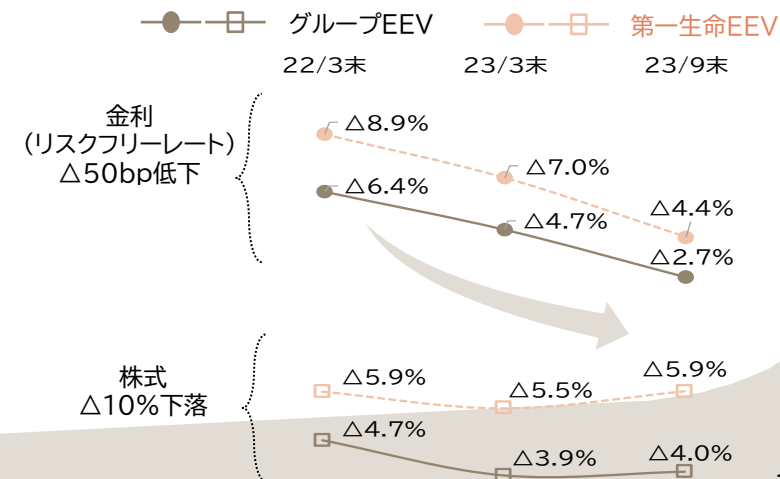 グループEEV 第一生命EEV
22/3末 23/3末 23/9末
金利
(リスクフリーレート)
△50bp低下
△8.9%
△7.0%
△4.4%
△6.4%
△4.7%
△2.7%
株式
△10%下落
△5.9%
△5.5%
△5.9%
△4.7%
△3.9%
△4.0%